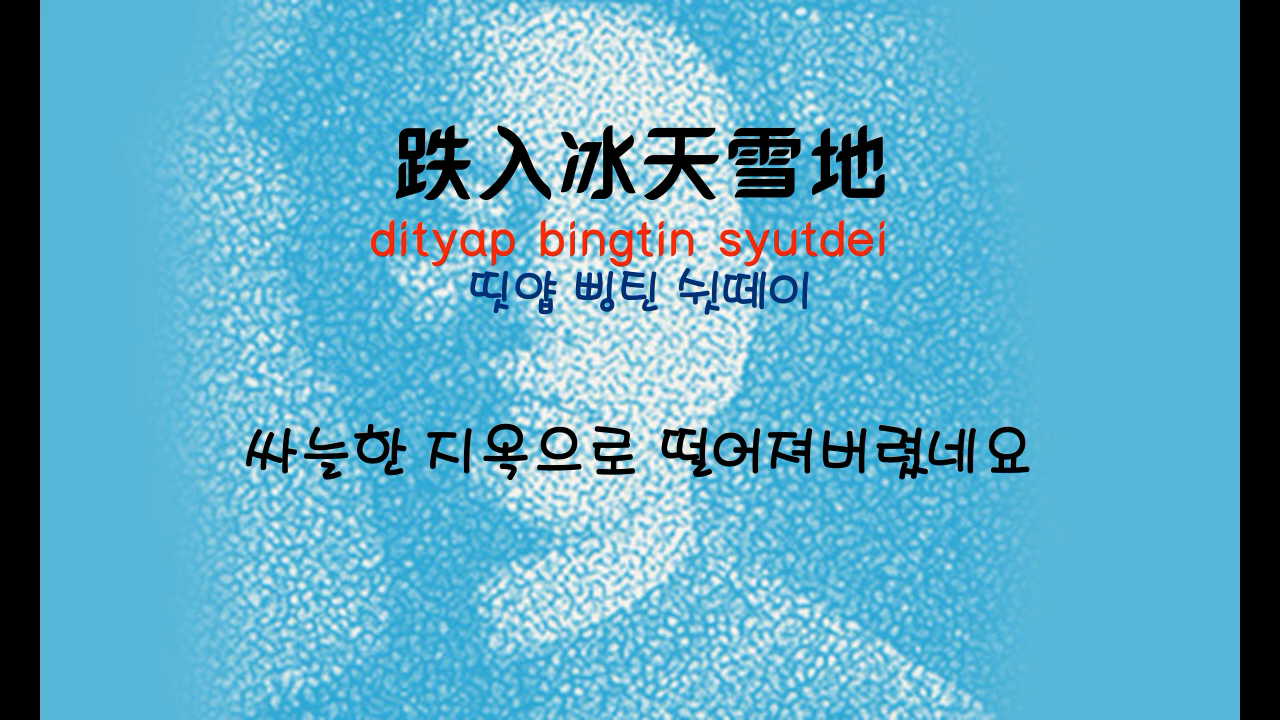 跌入冰天雪地
dityap bingtin syutdei
띳얍 삥틴 쉿떼이
싸늘한 지옥으로 떨어져버렸네요